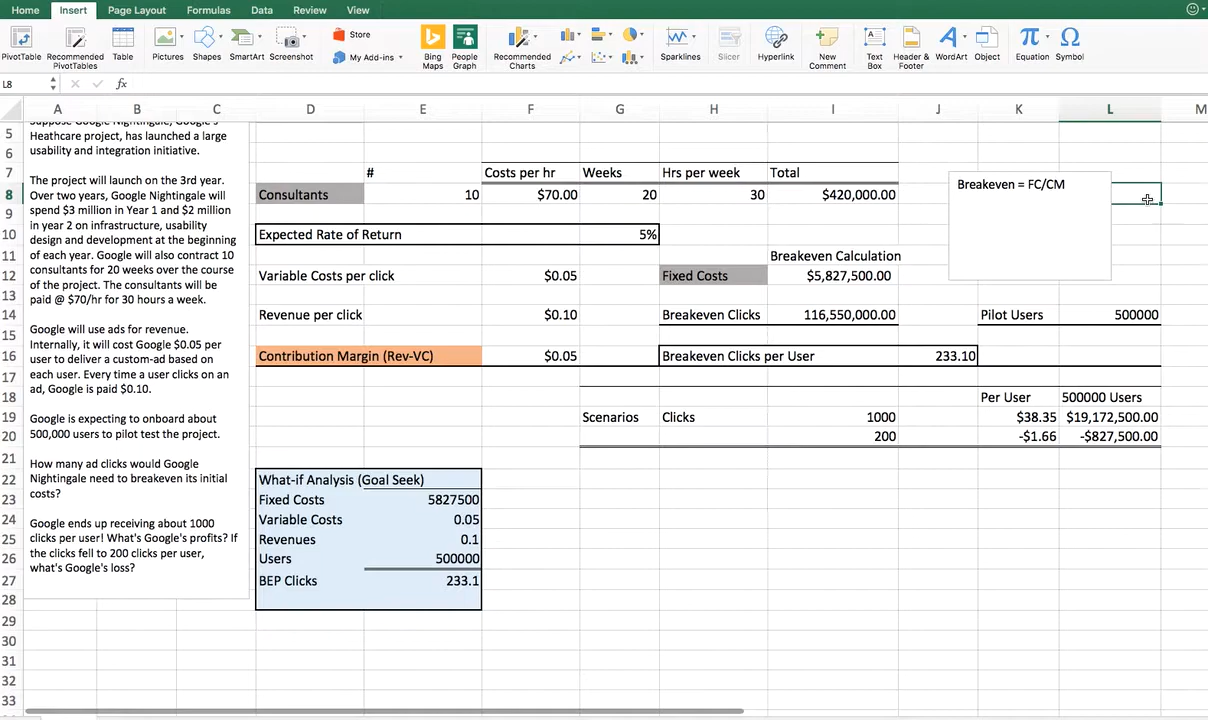 Home Insert Page Layout Formulas Data Review View
PivotTable
Recommended
PivotTables
Table
Pictures
Shapes
SmartArt
Screenshot
Store
My Add-ins
Bing
Maps
People
Graph
Recommended
Charts
Sparklines
Slicer
Hyperlink
New
Comment
Text
Box
Header &
Footer
WordArt
Object
Equation
Symbol
L8 fx
A B C D E F G H I J K L M
5
6
7 # Costs per hr Weeks Hrs per week Total
8 Consultants 10 $70.00 20 30 $420,000.00
9
10 Expected Rate of Return 5%
11 Breakeven Calculation
12 Variable Costs per click $0.05 Fixed Costs $5,827,500.00
13
14 Revenue per click $0.10 Breakeven Clicks 116,550,000.00 Pilot Users 500000
15
16 Contribution Margin (Rev-VC) $0.05 Breakeven Clicks per User 233.10
17
18 Per User 500000 Users
19 Scenarios Clicks 1000 $38.35 $19,172,500.00
20 200 -$1.66 -$827,500.00
21
22 What-if Analysis (Goal Seek)
23 Fixed Costs 5827500
24 Variable Costs 0.05
25 Revenues 0.1
26 Users 500000
27 BEP Clicks 233.1
28
29
30
31
32
33
Breakeven = FC/CM
Suppose Google Nightingale, Google's
Heathcare project, has launched a large
usability and integration initiative.
The project will launch on the 3rd year.
Over two years, Google Nightingale will
spend $3 million in Year 1 and $2 million
in year 2 on infrastructure, usability
design and development at the beginning
of each year. Google will also contract 10
consultants for 20 weeks over the course
of the project. The consultants will be
paid @ $70/hr for 30 hours a week.
Google will use ads for revenue.
Internally, it will cost Google $0.05 per
user to deliver a custom-ad based on
each user. Every time a user clicks on an
ad, Google is paid $0.10.
Google is expecting to onboard about
500,000 users to pilot test the project.
How many ad clicks would Google
Nightingale need to breakeven its initial
costs?
Google ends up receiving about 1000
clicks per user! What's Google's profits? If
the clicks fell to 200 clicks per user,
what's Google's loss?